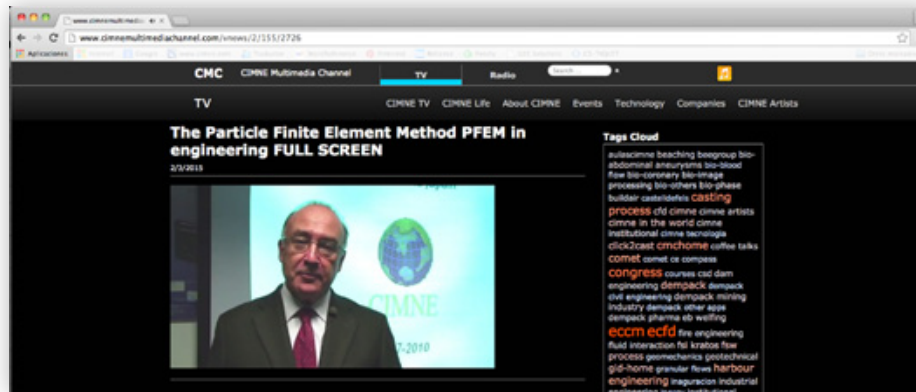 www.cimnemultimedi
www.cimnemultimediachannel.com/vnews/2/155/2726
Aplicaciones
CMC CIMNE Multimedia Channel TV Radio Search...
TV CIMNE TV CIMNE Life About CIMNE Events Technology Companies CIMNE Artists
The Particle Finite Element Method PFEM in
engineering FULL SCREEN
2/3/2015
CIMNE
7-2010
Tags Cloud
aulascimne beaching beegroup bio-
abdominal aneurysms bio-blood
flow bio-coronary bio-image
processing bio-others bio-phase
buildair castelldefels casting
process cfd cimne cimne artists
cimne in the world cimne
institutional cimne tecnologia
click2cast cmchome coffee talks
comet comet ce compass
congress courses csd dam
engineering dempack dempack
civil engineering dempack mining
industry dempack other apps
dempack pharma eb welfing
eccm ecfd fire engineering
fluid interaction fsi kratos fsw
process geomechanics geotechnical
gid-home granular flows harbour
engineering inaguracion industrial